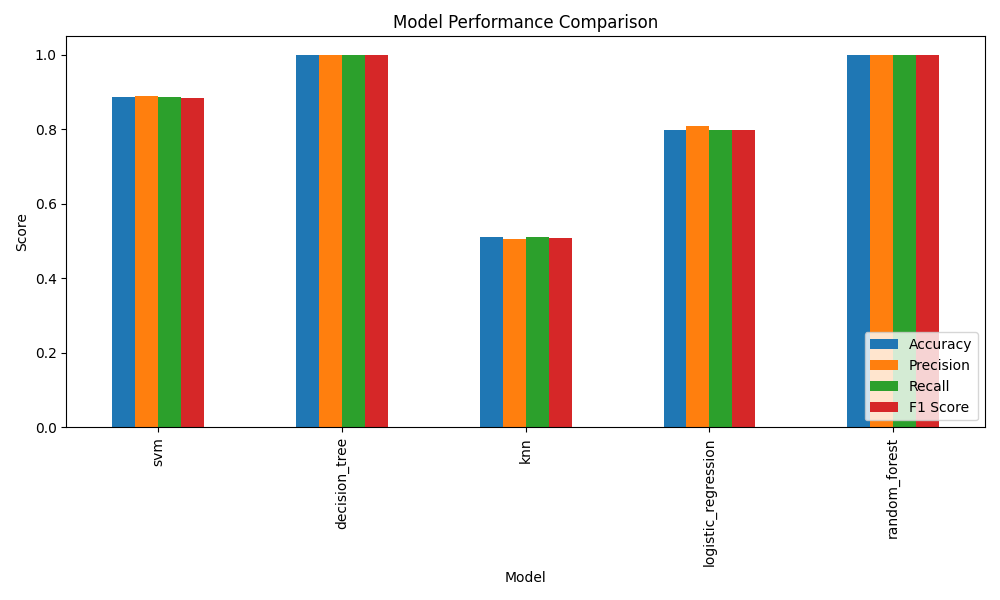 Model Performance Comparison
Score
1.0
0.8
0.6
0.4
0.2
0.0
Accuracy
Precision
Recall
F1 Score
svm
decision_tree
knn
logistic_regression
random_forest
Model